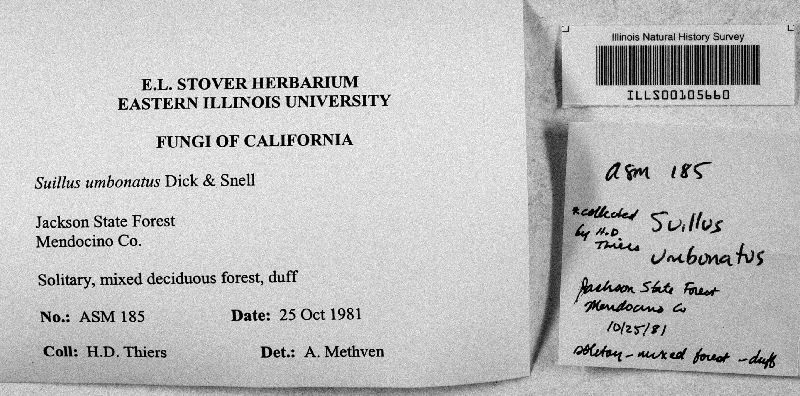 E.L. STOVER HERBARIUM
EASTERN ILLINOIS UNIVERSITY
FUNGI OF CALIFORNIA
Suillus umbonatus Dick & Snell
Jackson State Forest
Mendocino Co.
Solitary, mixed deciduous forest, duff
No.: ASM 185 Date: 25 Oct 1981
Coll: H.D. Thiers Det.: A. Methven
Illinois Natural History Survey
ILLS00105660
ASM 185
*collected
by H.D
Thiers
Suillus
umbonatus
Jackson State Forest
Mendocino Co
10/25/81
solitary - mixed forest - duff